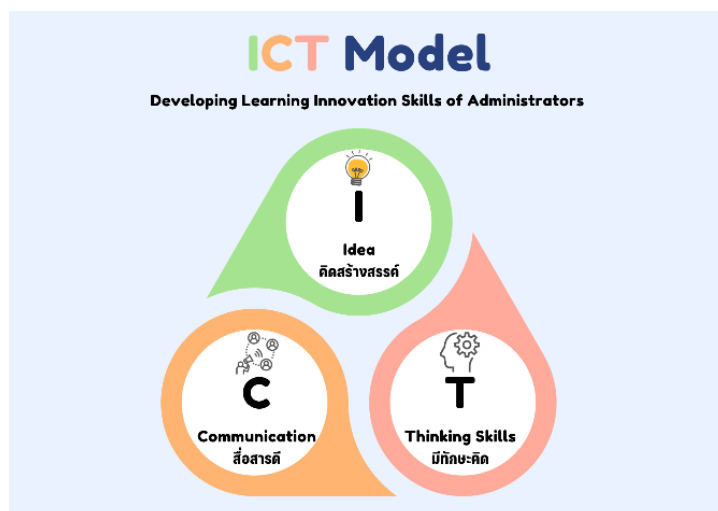 ICT Model
Developing Learning Innovation Skills of Administrators
I
Idea
คิดสร้างสรรค์
C
Communication
สื่อสารดี
T
Thinking Skills
มีทักษะคิด